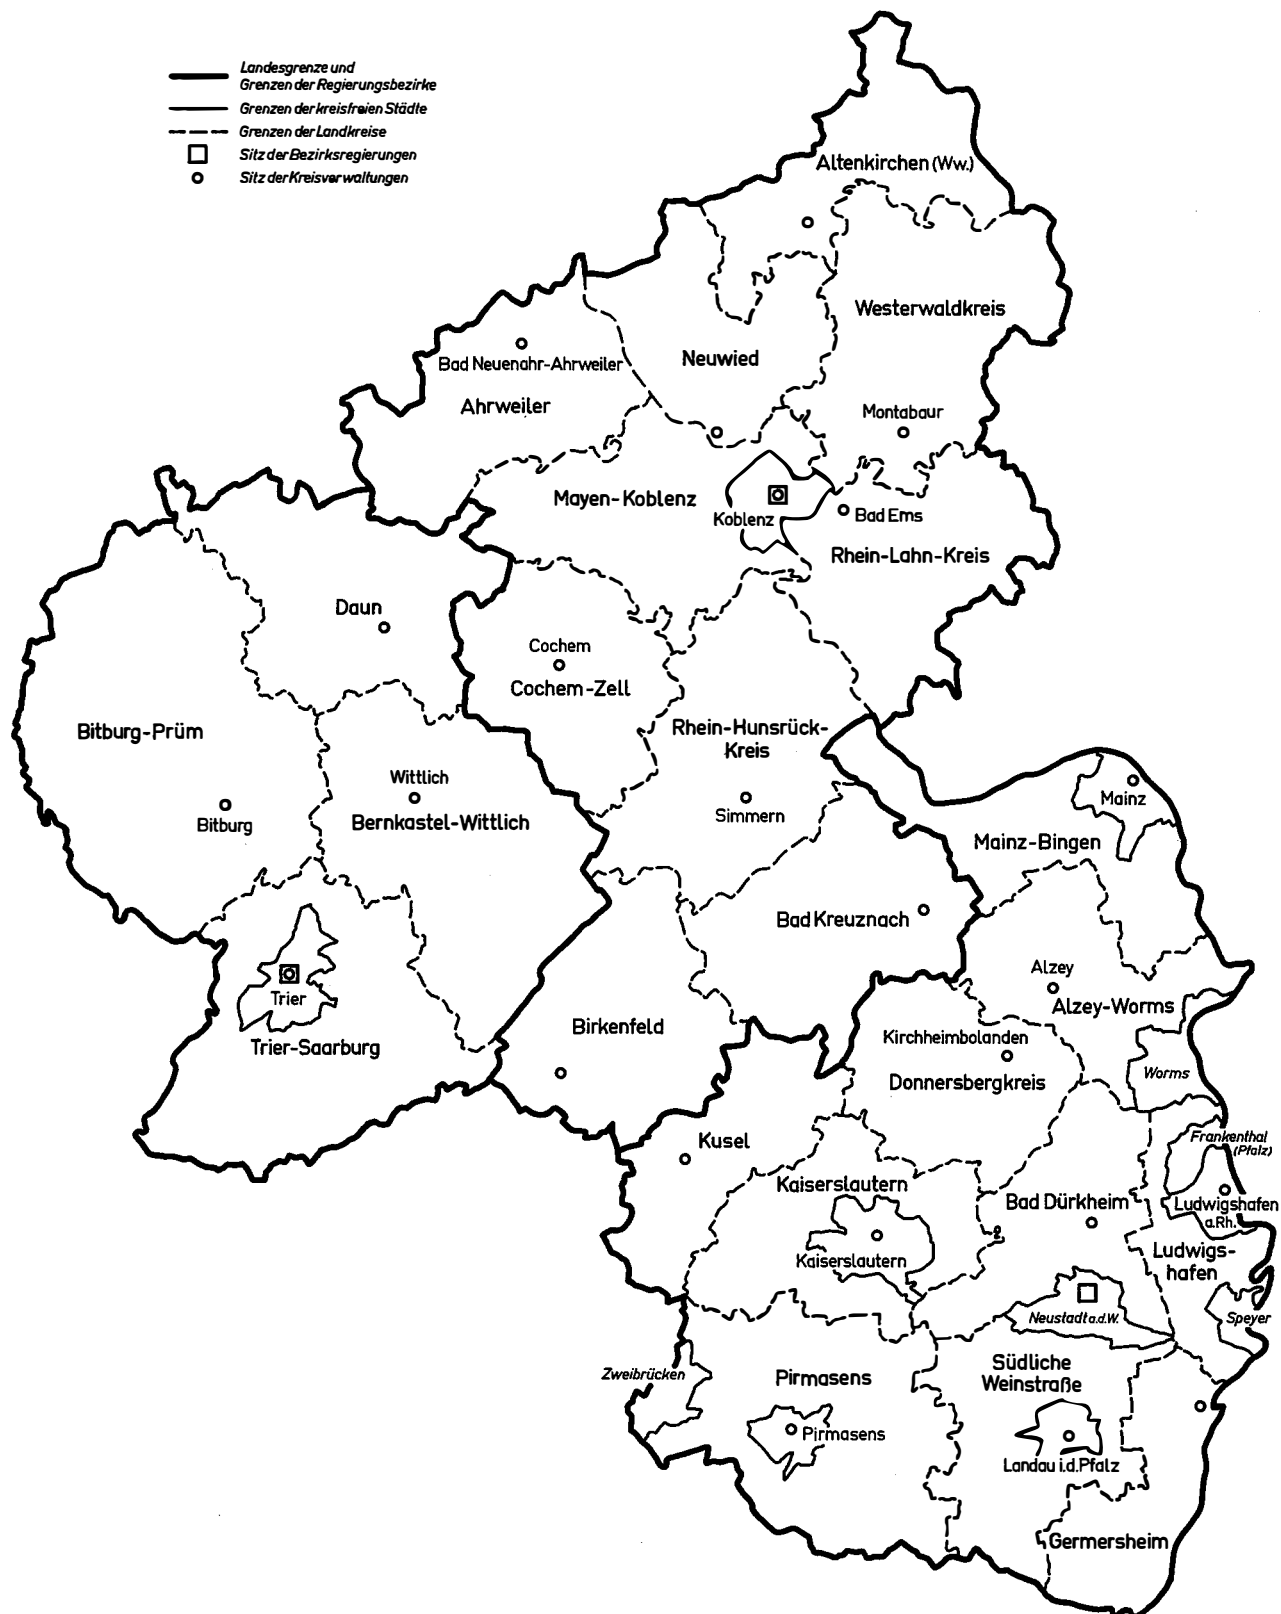 Landesgrenze und
Grenzen der Regierungsbezirke
Grenzen der kreisfreien Städte
Grenzen der Landkreise
Sitz der Bezirksregierungen
Sitz der Kreisverwaltungen
Altenkirchen (Ww.)
Westerwaldkreis
Neuwied
Bad Neuenahr-Ahrweiler
Ahrweiler
Montabaur
Mayen-Koblenz
Koblenz
Bad Ems
Rhein-Lahn-Kreis
Daun
Cochem
Cochem-Zell
Bitburg-Prüm
Rhein-Hunsrück-
Kreis
Wittlich
Bernkastel-Wittlich
Bitburg
Simmern
Mainz
Mainz-Bingen
Bad Kreuznach
Alzey
Alzey-Worms
Trier
Trier-Saarburg
Birkenfeld
Kirchheimbolanden
Donnersbergkreis
Worms
Kusel
Frankenthal
(Pfalz)
Kaiserslautern
Bad Dürkheim
Ludwigshafen
a.Rh.
Kaiserslautern
Ludwigs-
hafen
Neustadt a.d.W.
Speyer
Zweibrücken
Pirmasens
Südliche
Weinstraße
Pirmasens
Landau i.d.Pfalz
Germersheim